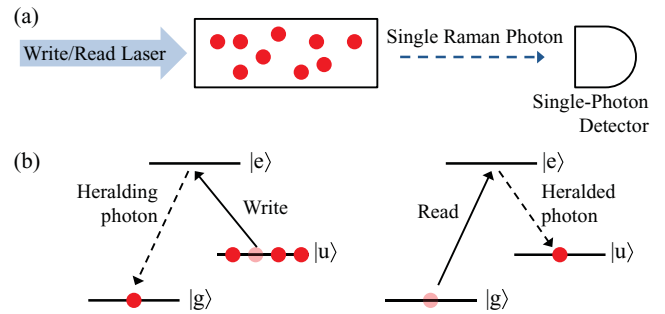 (a)
Write/Read Laser
Single Raman Photon
Single-Photon
Detector
(b)
|e⟩
Heralding
photon
Write
|u⟩
|g⟩
|e⟩
Read
Heralded
photon
|u⟩
|g⟩